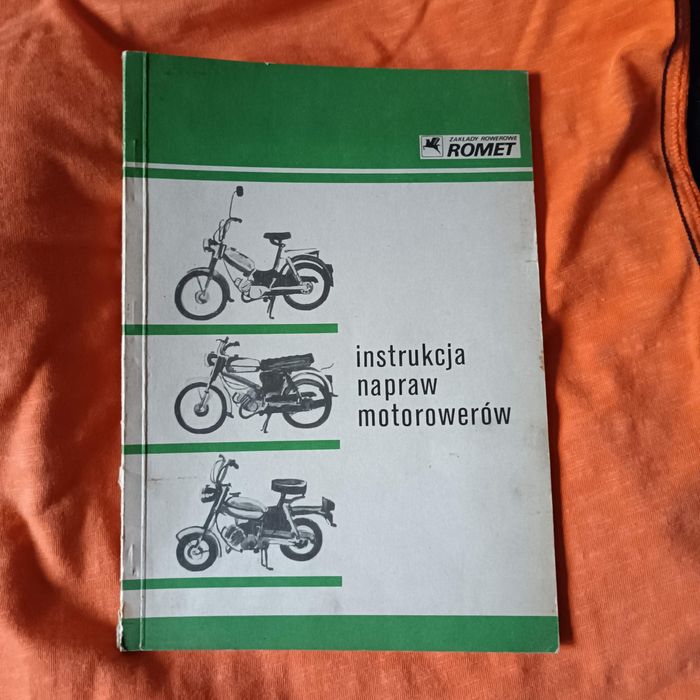 ZAKŁADY ROWEROWE
ROMET
instrukcja
napraw
motorowerów